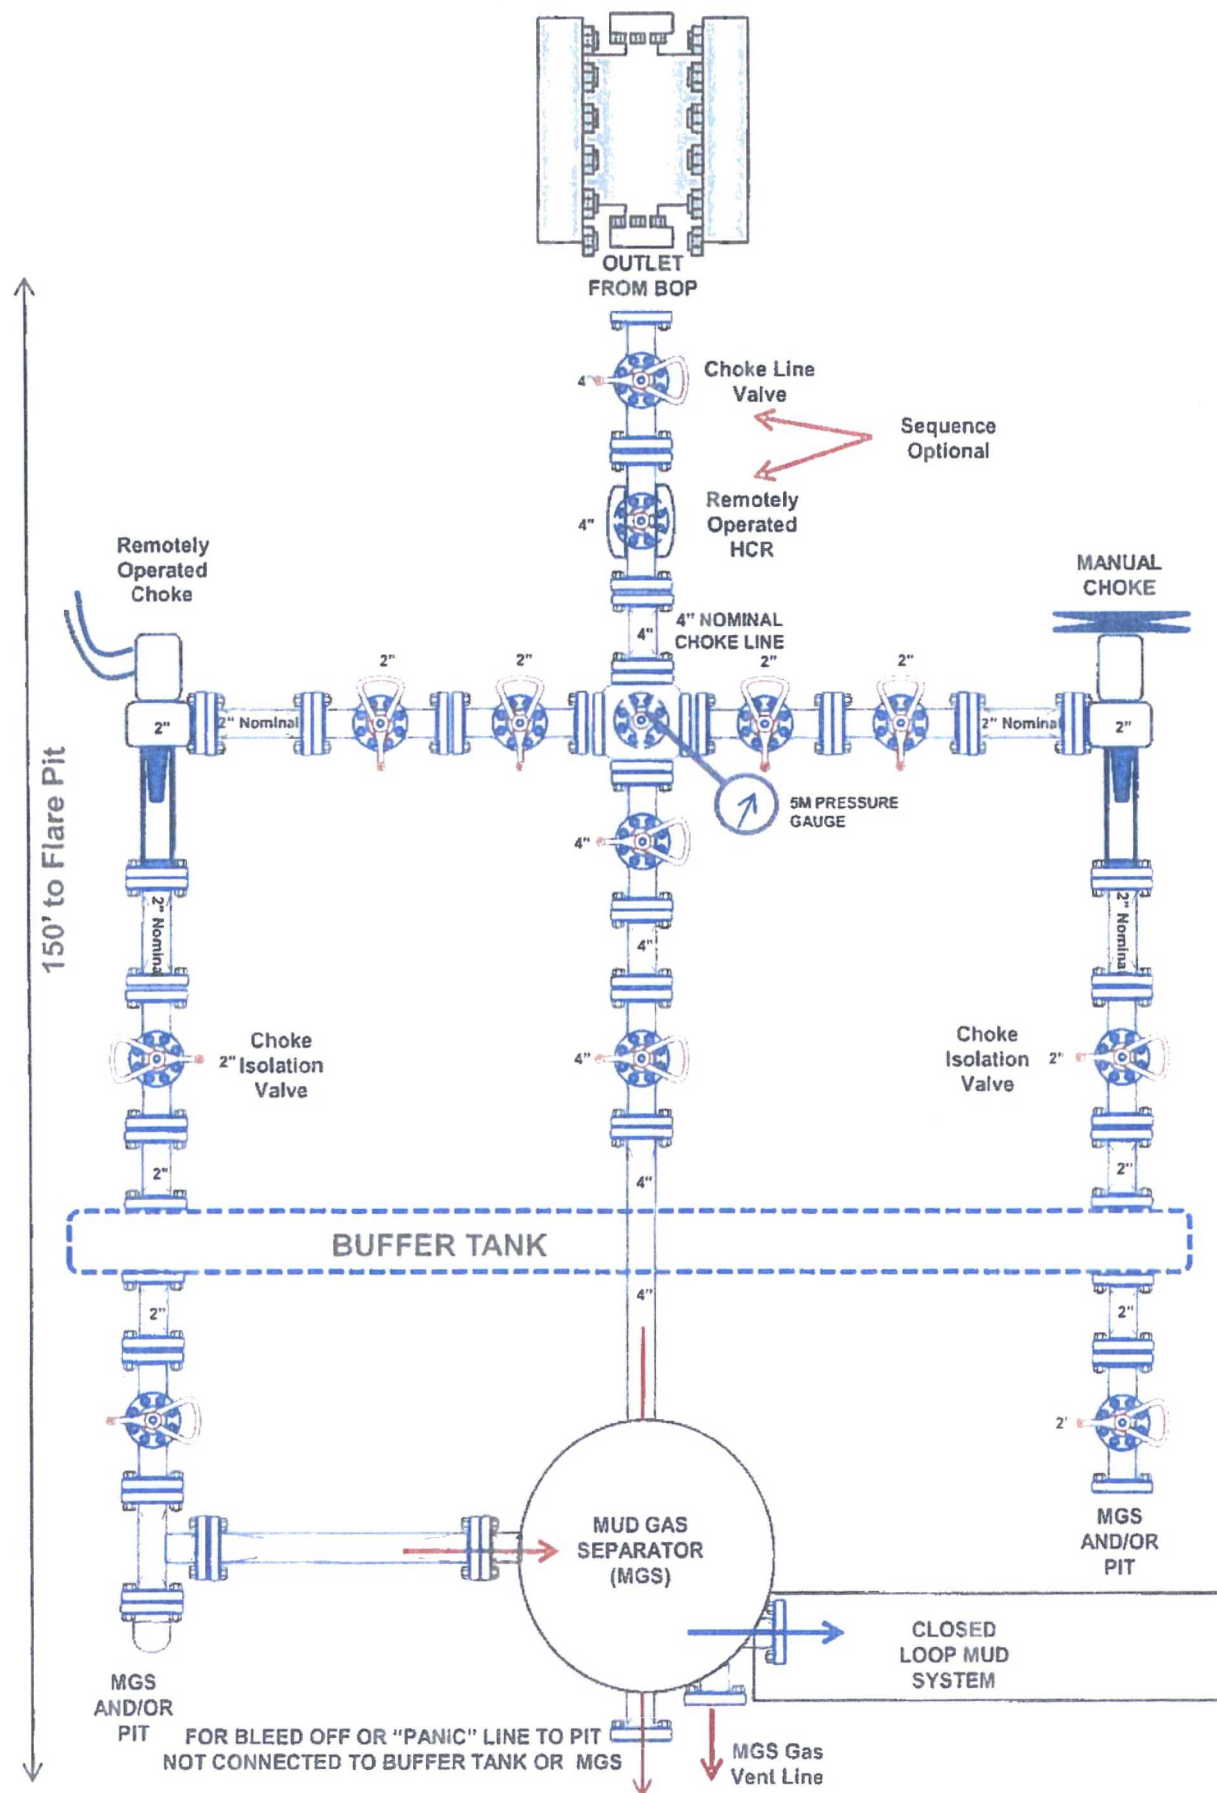 OUTLET
FROM BOP
4"
Choke Line
Valve
Sequence
Optional
4"
Remotely
Operated
HCR
Remotely
Operated
Choke
MANUAL
CHOKE
4"
4" NOMINAL
CHOKE LINE
2"
2"
2"
2"
2"
2" Nominal
2" Nominal
2"
5M PRESSURE
GAUGE
4"
150' to Flare Pit
2" Nominal
4"
2" Nominal
2"
Choke
Isolation
Valve
4"
Choke
Isolation
Valve
2"
2"
4"
2"
BUFFER TANK
2"
4"
2"
2'
MUD GAS
SEPARATOR
(MGS)
MGS
AND/OR
PIT
CLOSED
LOOP MUD
SYSTEM
MGS
AND/OR
PIT
FOR BLEED OFF OR "PANIC" LINE TO PIT
NOT CONNECTED TO BUFFER TANK OR MGS
MGS Gas
Vent Line